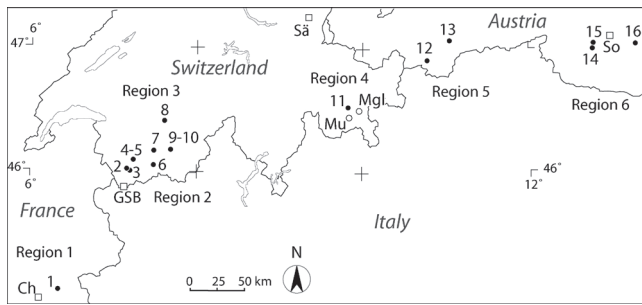 6°
47°
Switzerland
Sä
Austria
13
12
15
So
16
14
Region 3
8
Region 4
11
Mgl
Mu
Region 5
Region 6
4-5
7
9-10
2
3
6
46°
6°
GSB
Region 2
46°
12°
France
Italy
Region 1
Ch
1
0 25 50 km
N